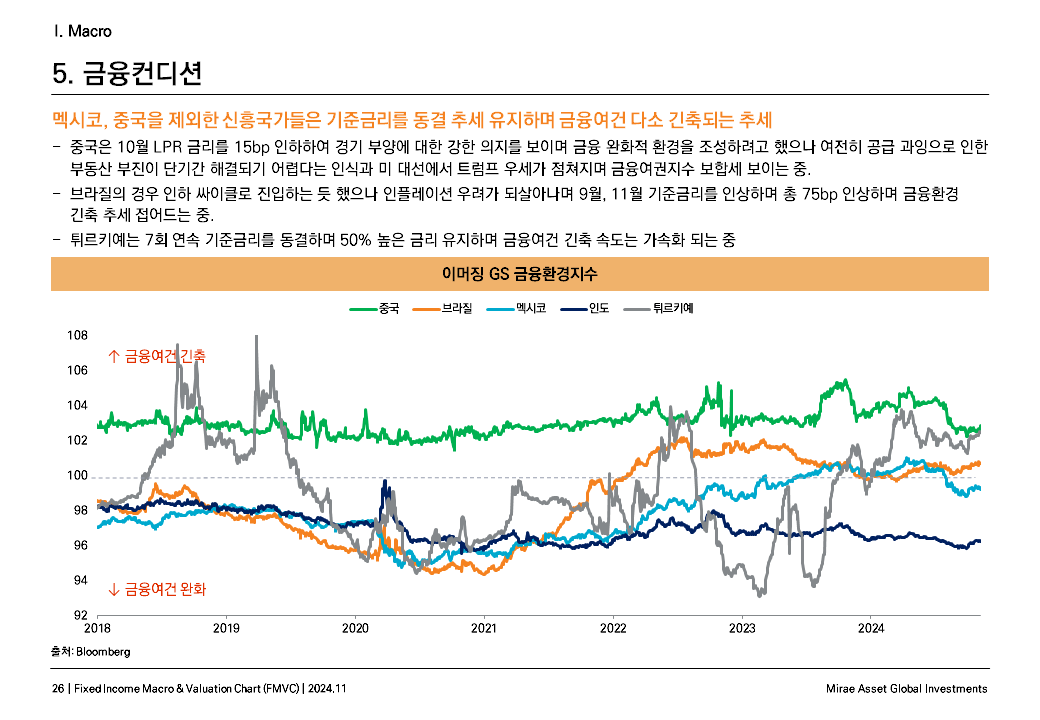 I. Macro
5. 금융컨디션
멕시코, 중국을 제외한 신흥국가들은 기준금리를 동결 추세 유지하며 금융여건 다소 긴축되는 추세
– 중국은 10월 LPR 금리를 15bp 인하하여 경기 부양에 대한 강한 의지를 보이며 금융 완화적 환경을 조성하려고 했으나 여전히 공급 과잉으로 인한
부동산 부진이 단기간 해결되기 어렵다는 인식과 미 대선에서 트럼프 우세가 점쳐지며 금융여권지수 보합세 보이는 중.
– 브라질의 경우 인하 싸이클로 진입하는 듯 했으나 인플레이션 우려가 되살아나며 9월, 11월 기준금리를 인상하며 총 75bp 인상하며 금융환경
긴축 추세 접어드는 중.
– 튀르키예는 7회 연속 기준금리를 동결하며 50% 높은 금리 유지하며 금융여건 긴축 속도는 가속화 되는 중
이머징 GS 금융환경지수
중국 브라질 멕시코 인도 튀르키예
108
↑ 금융여건 긴축
106
104
102
100
98
96
94
↓ 금융여건 완화
92
2018 2019 2020 2021 2022 2023 2024
출처: Bloomberg
26 | Fixed Income Macro & Valuation Chart (FMVC) | 2024.11
Mirae Asset Global Investments